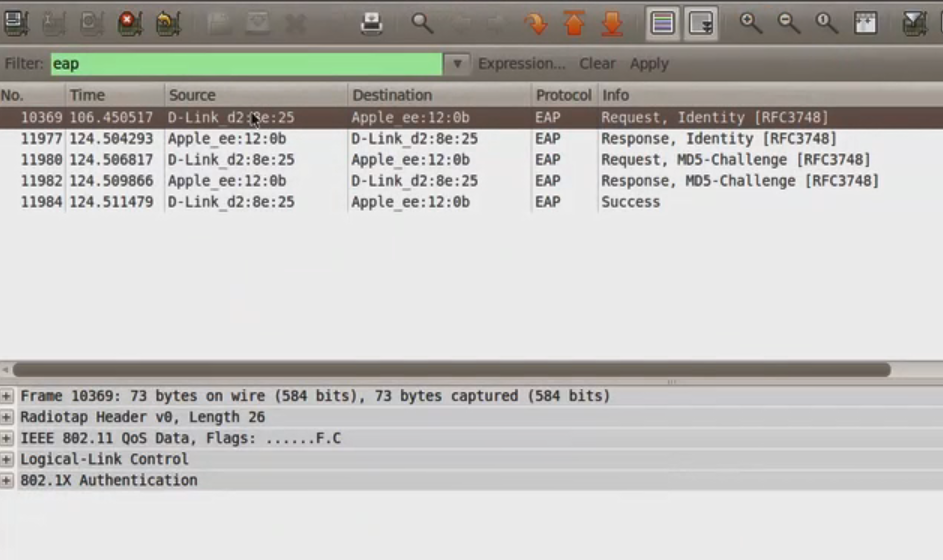 Filter: eap Expression... Clear Apply
No. Time Source Destination Protocol Info
10369 106.450517 D-Link_d2:8e:25 Apple_ee:12:0b EAP Request, Identity [RFC3748]
11977 124.504293 Apple_ee:12:0b D-Link_d2:8e:25 EAP Response, Identity [RFC3748]
11980 124.506817 D-Link_d2:8e:25 Apple_ee:12:0b EAP Request, MD5-Challenge [RFC3748]
11982 124.509866 Apple_ee:12:0b D-Link_d2:8e:25 EAP Response, MD5-Challenge [RFC3748]
11984 124.511479 D-Link_d2:8e:25 Apple_ee:12:0b EAP Success
Frame 10369: 73 bytes on wire (584 bits), 73 bytes captured (584 bits)
Radiotap Header v0, Length 26
IEEE 802.11 QoS Data, Flags: ......F.C
Logical-Link Control
802.1X Authentication